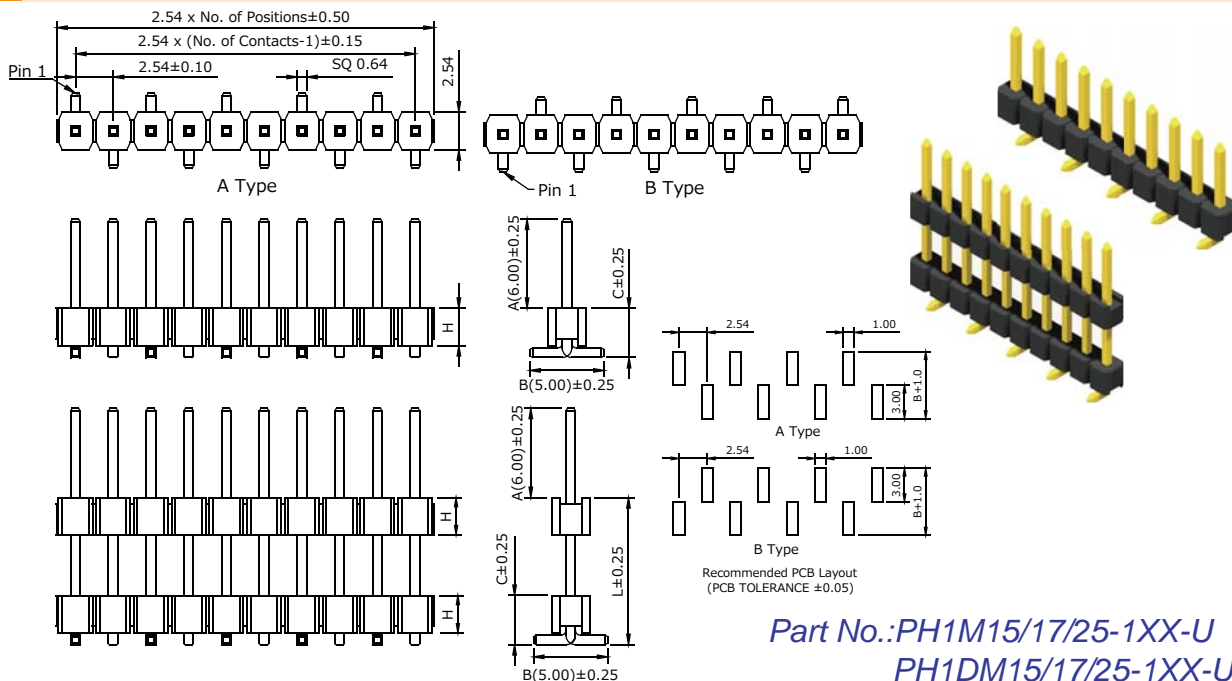 2.54 x No. of Positions±0.50
2.54 x (No. of Contacts-1)±0.15
Pin 1
2.54±0.10
SQ 0.64
2.54
A Type
Pin 1
B Type
H
A(6.00)±0.25
C±0.25
B(5.00)±0.25
2.54
1.00
3.00
B+1.0
A Type
2.54
1.00
3.00
B+1.0
B Type
Recommended PCB Layout
(PCB TOLERANCE ±0.05)
H
H
A(6.00)±0.25
C±0.25
L±0.25
B(5.00)±0.25
Part No.:PH1M15/17/25-1XX-U
PH1DM15/17/25-1XX-U